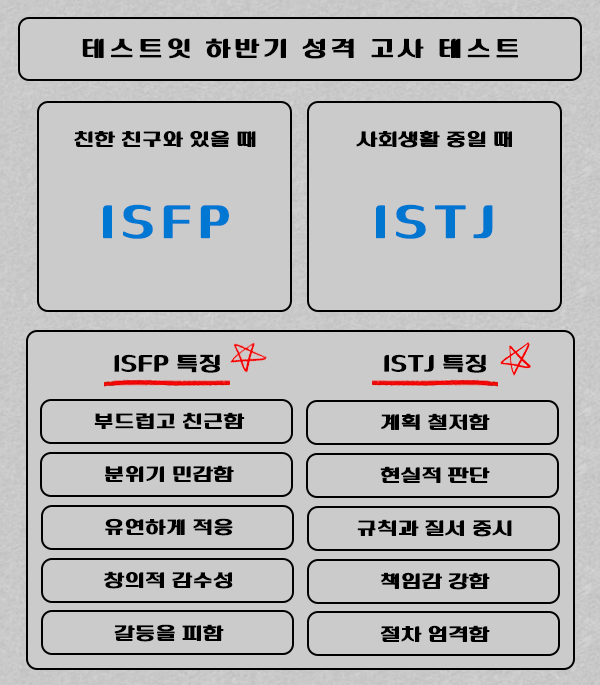 테스트잇 하반기 성격 고사 테스트
친한 친구와 있을 때
ISFP
사회생활 중일 때
ISTJ
ISFP 특징
부드럽고 친근함
분위기 민감함
유연하게 적응
창의적 감수성
갈등을 피함
ISTJ 특징
계획 철저함
현실적 판단
규칙과 질서 중시
책임감 강함
절차 엄격함